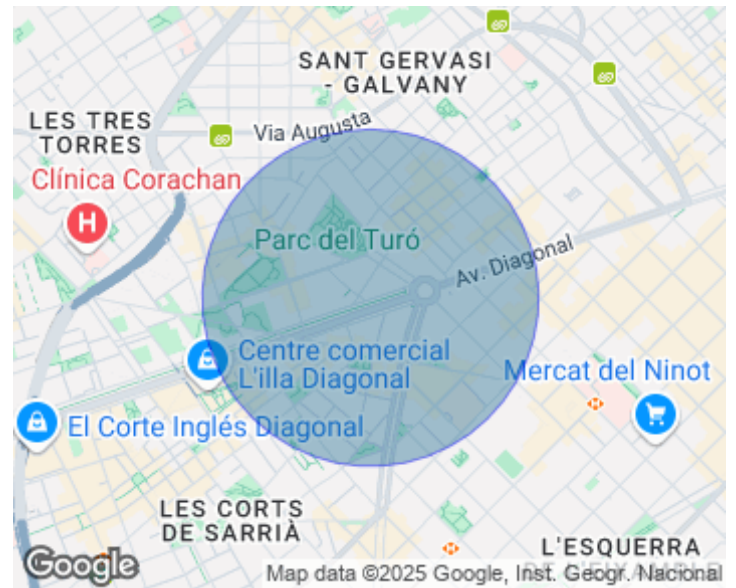 SANT GERVASI
- GALVANY
LES TRES
TORRES
Via Augusta
Clínica Corachan
H
Parc del Turó
Av. Diagonal
Centre comercial
L'illa Diagonal
Mercat del Ninot
El Corte Inglés Diagonal
LES CORTS
DE SARRIÀ
L'ESQUERRA
DE L'EIXAMPLE
Google
Map data ©2025 Google, Inst. Geogr. Nacional